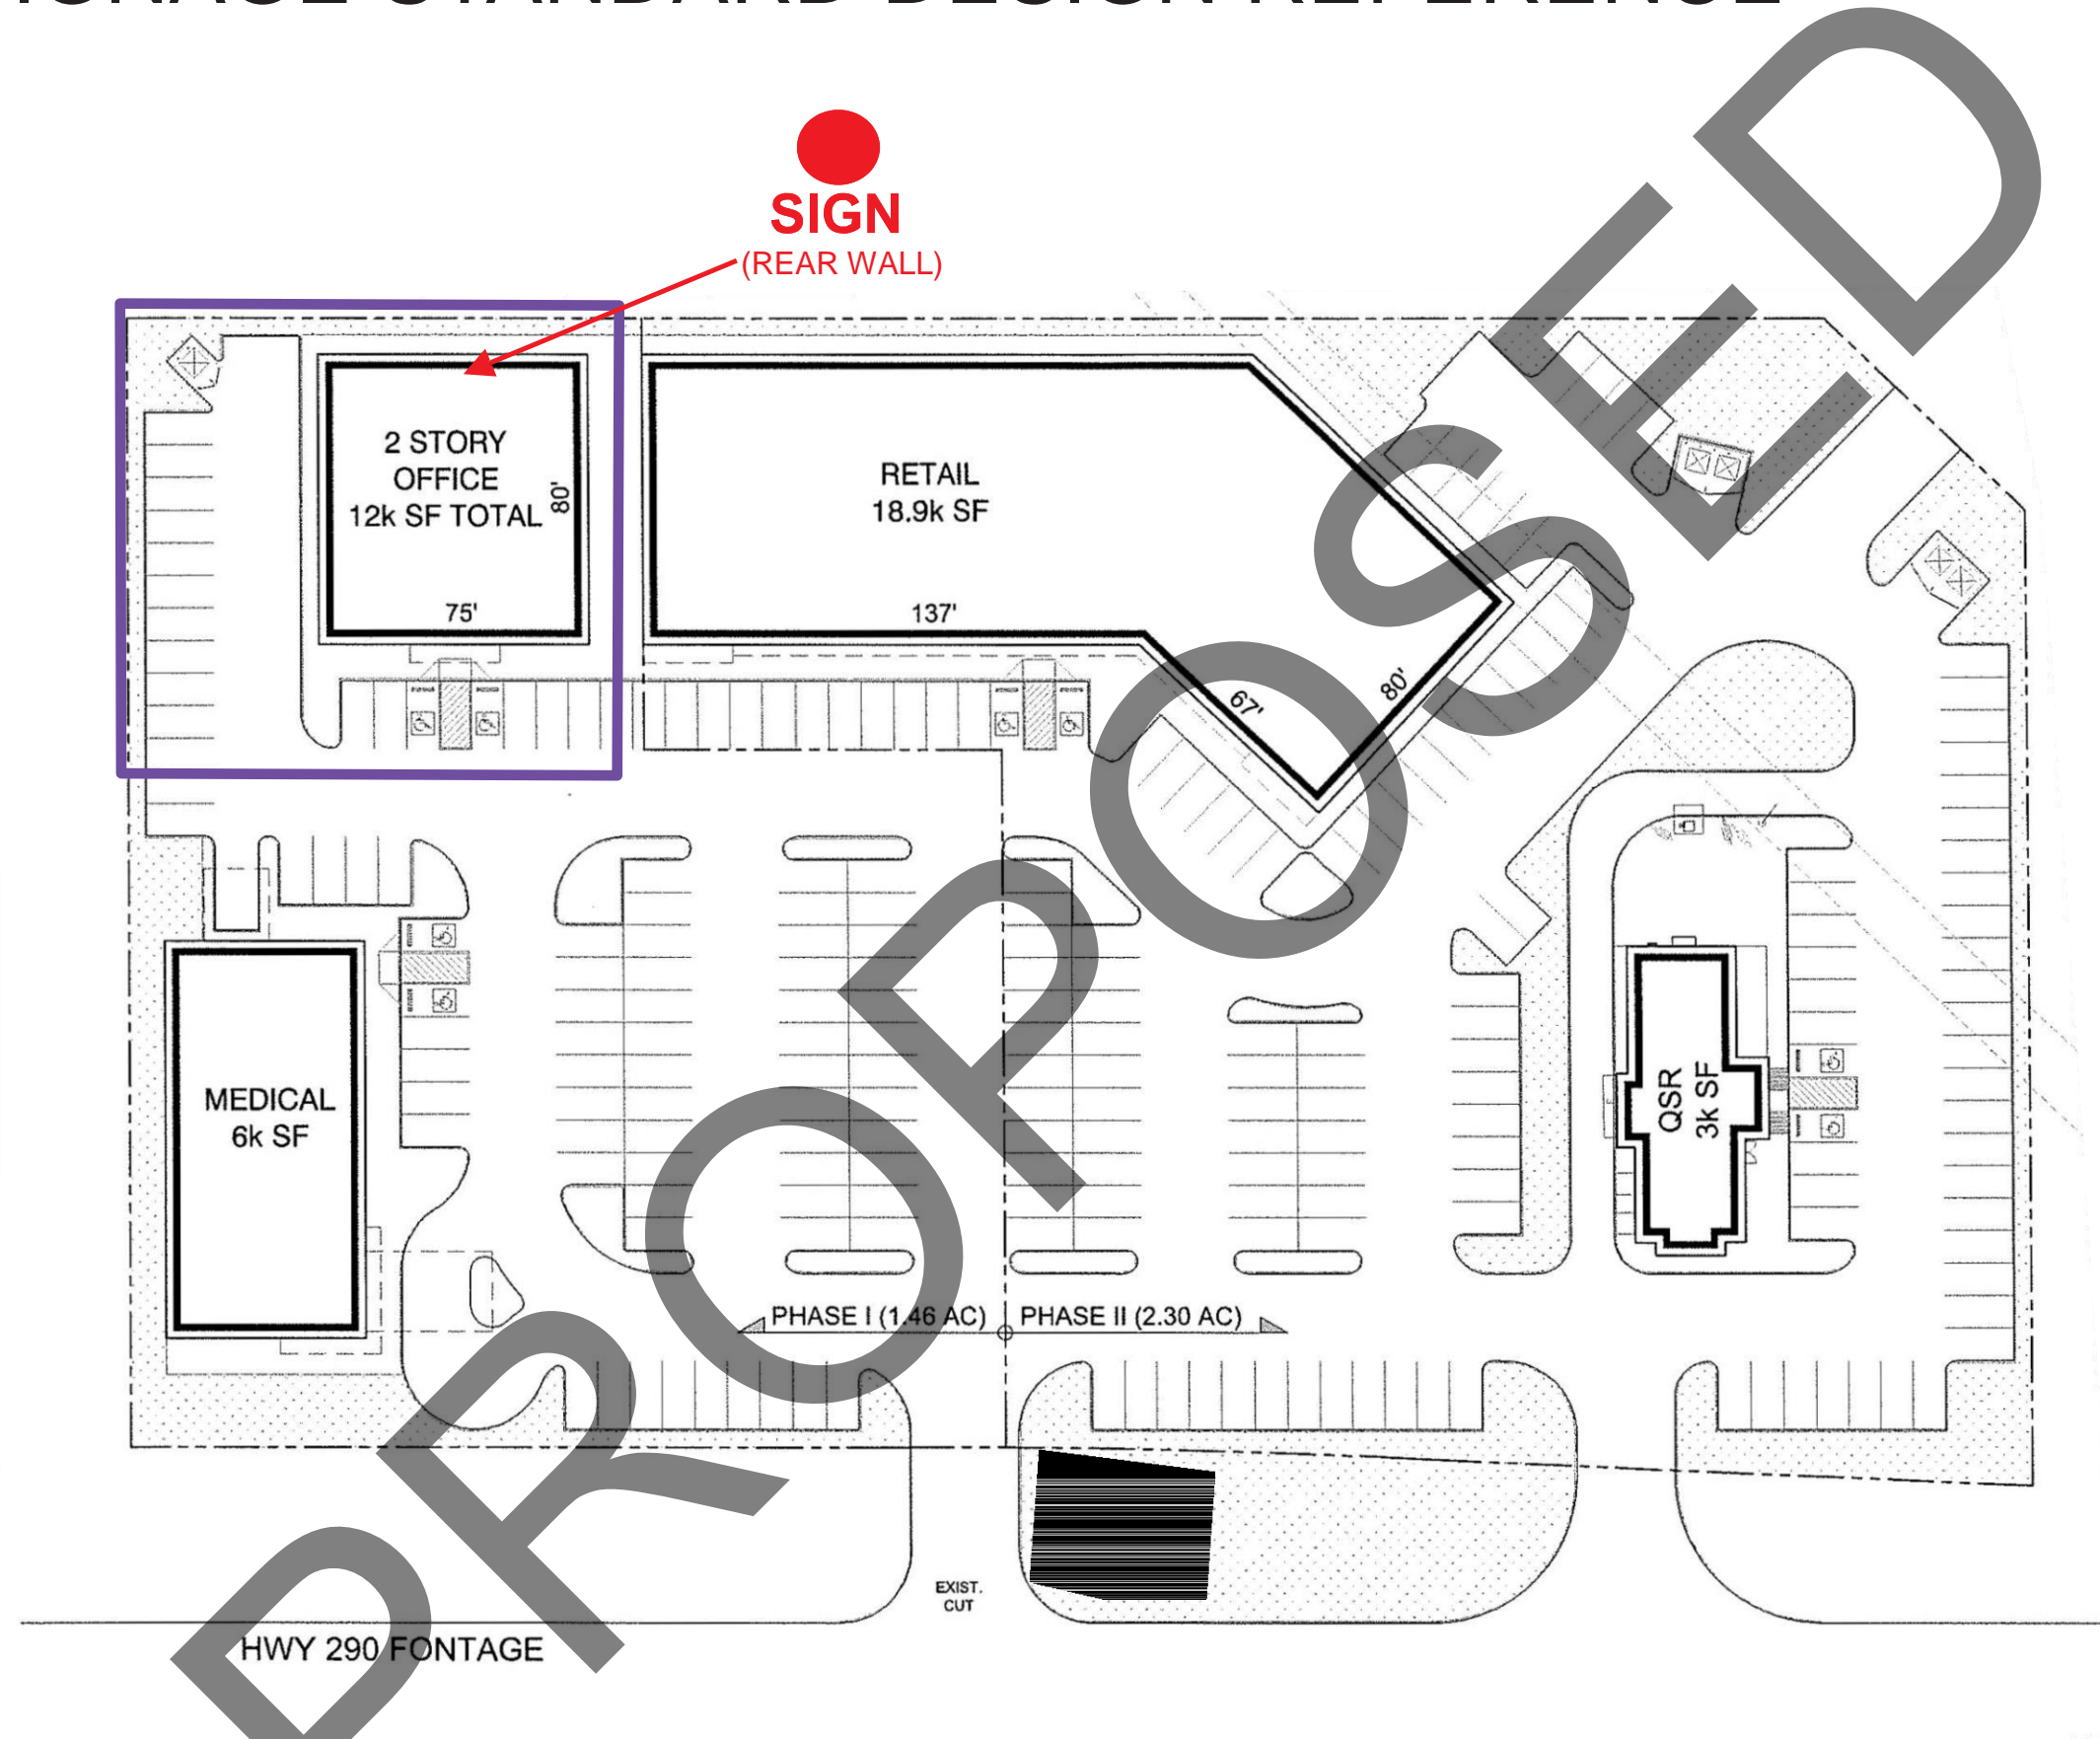 SIGN
(REAR WALL)
2 STORY
OFFICE
12k SF TOTAL
80'
75'
RETAIL
18.9k SF
137'
67'
80'
MEDICAL
6k SF
QSR
3k SF
PHASE I (1.46 AC)
PHASE II (2.30 AC)
EXIST.
CUT
HWY 290 FONTAGE
PROPOSED